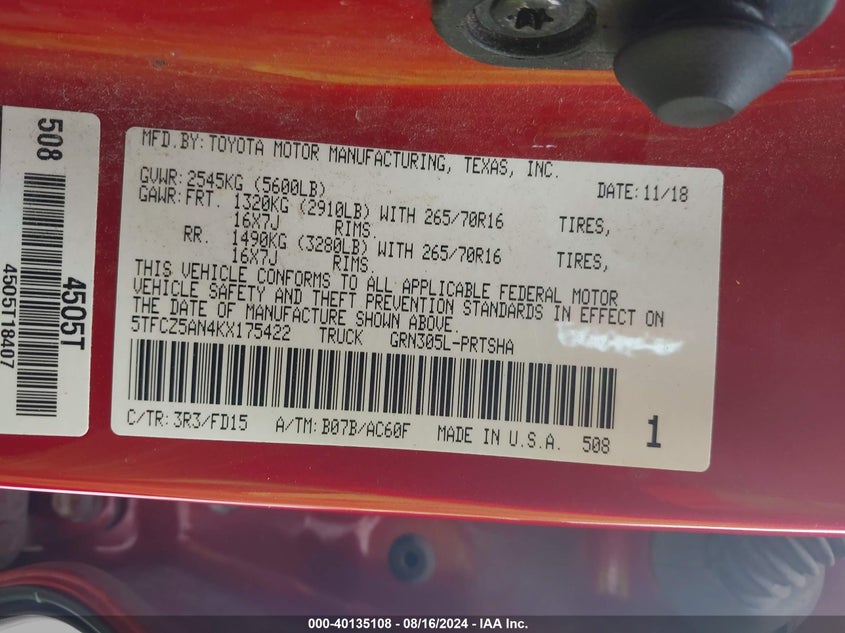 508
4505T
4505T18407
MFD.BY:TOYOTA MOTOR MANUFACTURING, TEXAS, INC.
GVWR:2545KG (5600LB) DATE:11/18
GAWR:FRT. 1320KG (2910LB) WITH 265/70R16 TIRES,
16X7J RIMS.
RR. 1490KG (3280LB) WITH 265/70R16 TIRES,
16X7J RIMS.
THIS VEHICLE CONFORMS TO ALL APPLICABLE FEDERAL MOTOR
VEHICLE SAFETY AND THEFT PREVENTION STANDARDS IN EFFECT ON
THE DATE OF MANUFACTURE SHOWN ABOVE.
5TFCZ5AN4KX175422 TRUCK GRN305L-PRTSHA
C/TR:3R3/FD15 A/TM:B07B/AC60F MADE IN U.S.A. 508 1
000-40135108 - 08/16/2024 - IAA Inc.